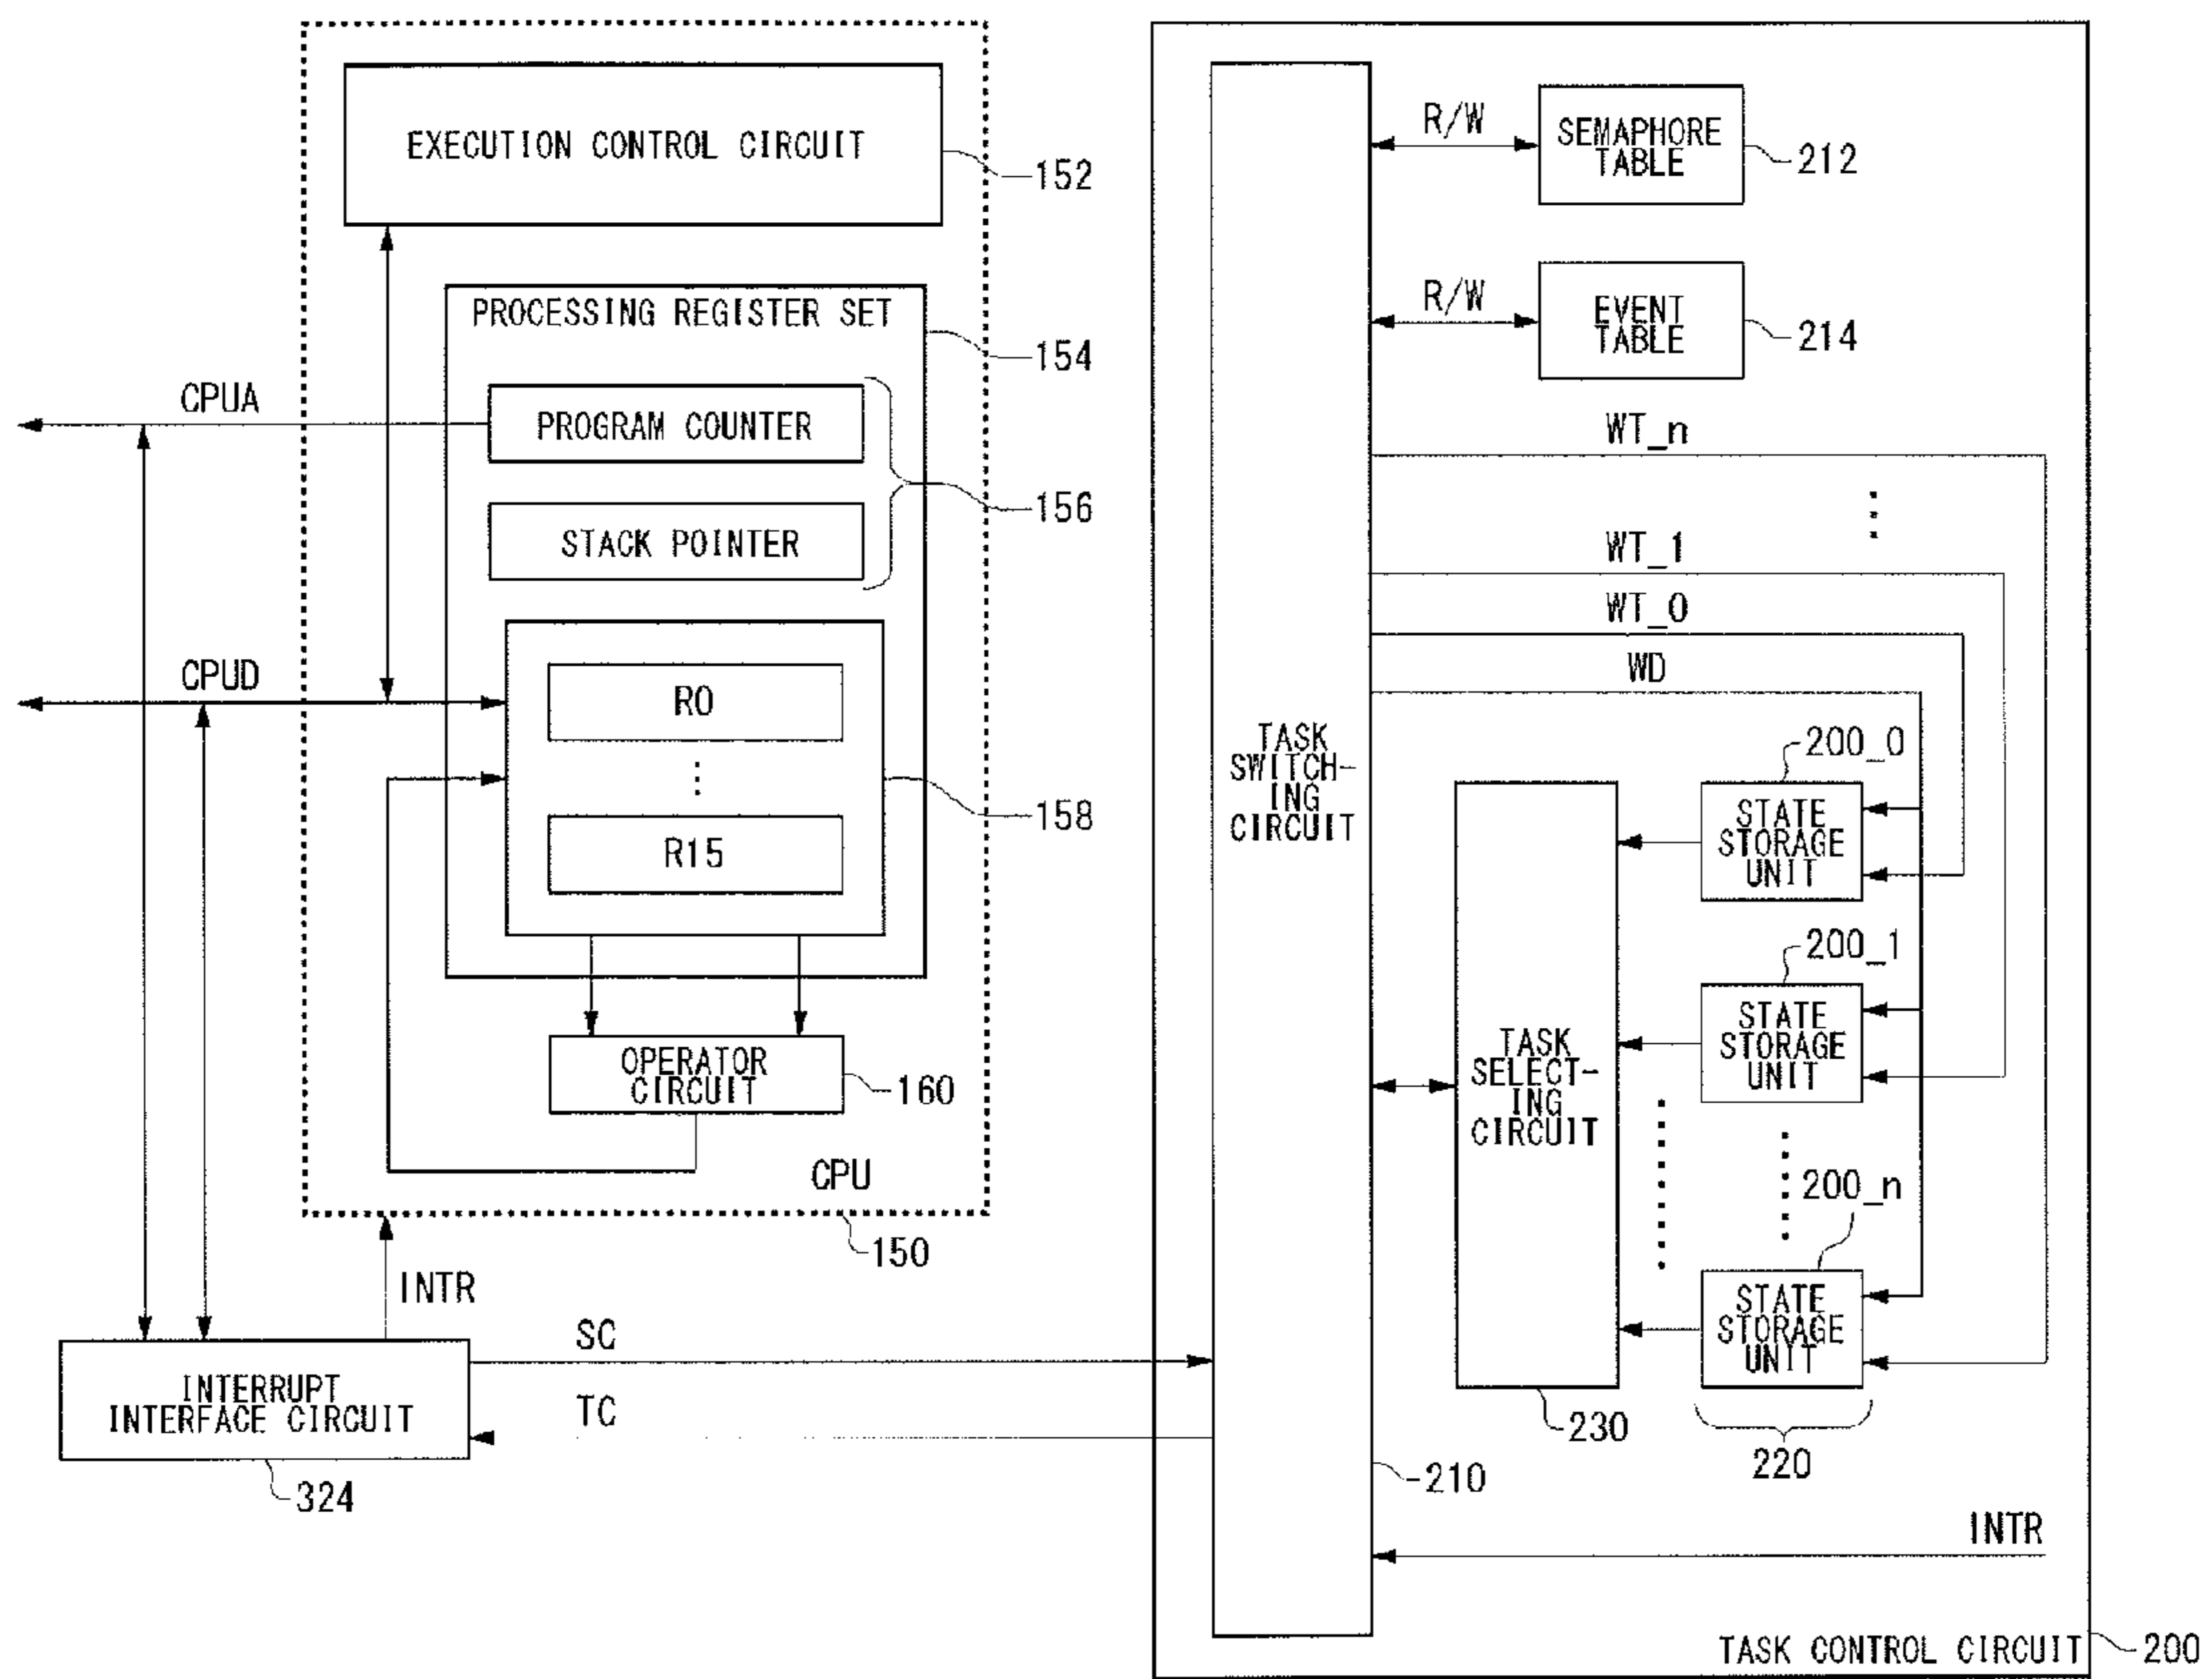 EXECUTION CONTROL CIRCUIT
152
PROCESSING REGISTER SET
154
CPUA
PROGRAM COUNTER
156
STACK POINTER
CPUD
R0
R15
158
OPERATOR
CIRCUIT
160
CPU
150
INTR
SC
TC
INTERRUPT
INTERFACE CIRCUIT
324
TASK
SWITCH-
ING
CIRCUIT
210
R/W
SEMAPHORE
TABLE
212
R/W
EVENT
TABLE
214
WT_n
WT_1
WT_0
WD
200_0
STATE
STORAGE
UNIT
200_1
STATE
STORAGE
UNIT
200_n
STATE
STORAGE
UNIT
TASK
SELECT-
ING
CIRCUIT
230
220
INTR
TASK CONTROL CIRCUIT
200